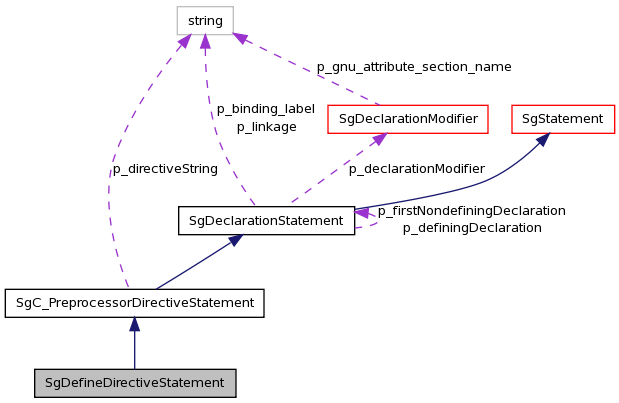 string
p_gnu_attribute_section_name
p_binding_label
p_linkage
SgDeclarationModifier
SgStatement
p_directiveString
p_declarationModifier
SgDeclarationStatement
p_firstNondefiningDeclaration
p_definingDeclaration
SgC_PreprocessorDirectiveStatement
SgDefineDirectiveStatement